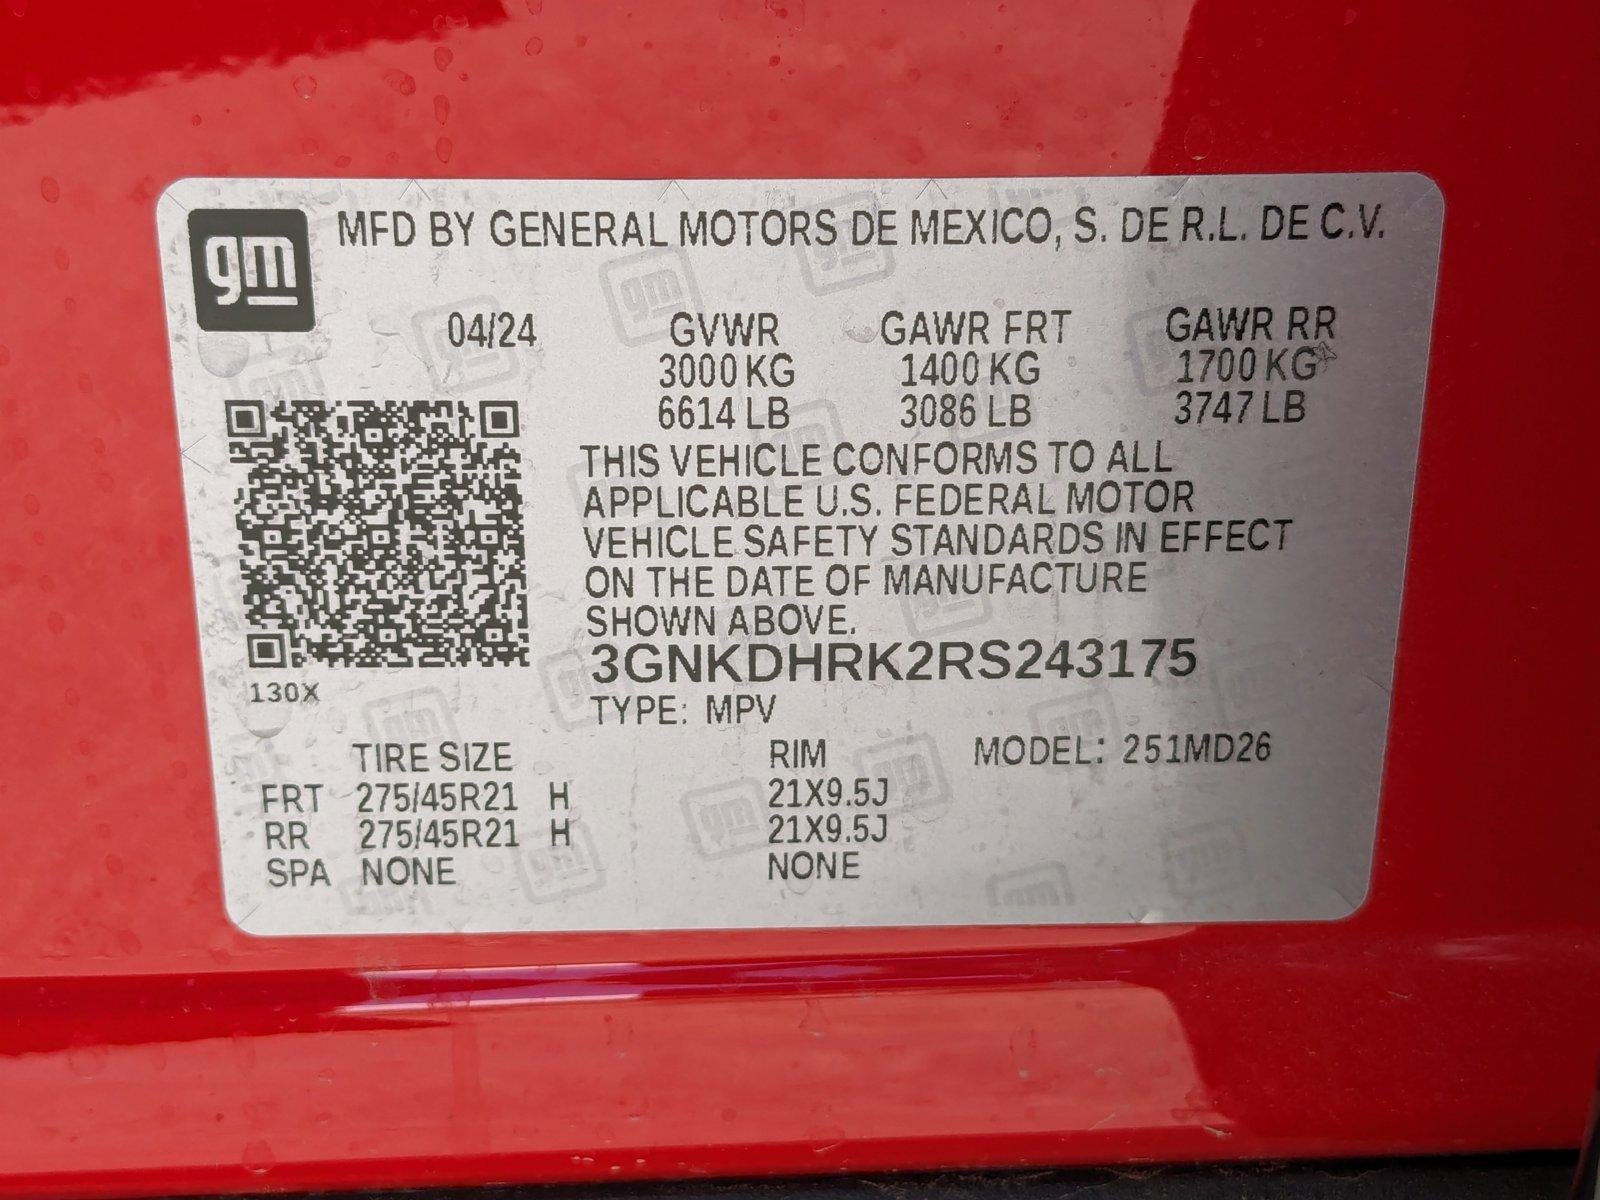 gm
MFD BY GENERAL MOTORS DE MEXICO, S. DE R.L. DE C.V.
04/24 GVWR GAWR FRT GAWR RR
3000 KG 1400 KG 1700 KG
6614 LB 3086 LB 3747 LB
THIS VEHICLE CONFORMS TO ALL
APPLICABLE U.S. FEDERAL MOTOR
VEHICLE SAFETY STANDARDS IN EFFECT
ON THE DATE OF MANUFACTURE
SHOWN ABOVE.
3GNKDHRK2RS243175
130X
TYPE: MPV
TIRE SIZE RIM MODEL: 251MD26
FRT 275/45R21 H 21X9.5J
RR 275/45R21 H 21X9.5J
SPA NONE NONE